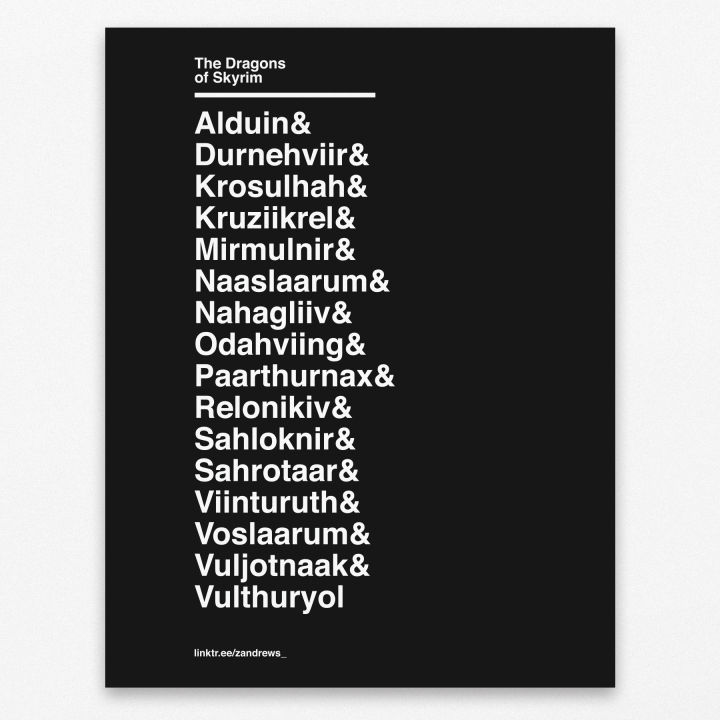 The Dragons
of Skyrim
Alduin&
Durnehviir&
Krosulhah&
Kruziikrel&
Mirmulnir&
Naaslaarum&
Nahagliiv&
Odahviing&
Paarthurnax&
Relonikiv&
Sahloknir&
Sahrotaar&
Viinturuth&
Voslaarum&
Vuljotnaak&
Vulthuryol
linktr.ee/zandrews_